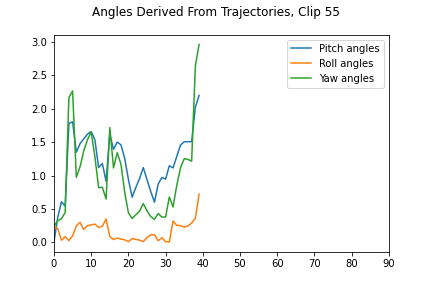 Angles Derived From Trajectories, Clip 55
3.0
2.5
2.0
1.5
1.0
0.5
0.0
0 10 20 30 40 50 60 70 80 90
Pitch angles
Roll angles
Yaw angles